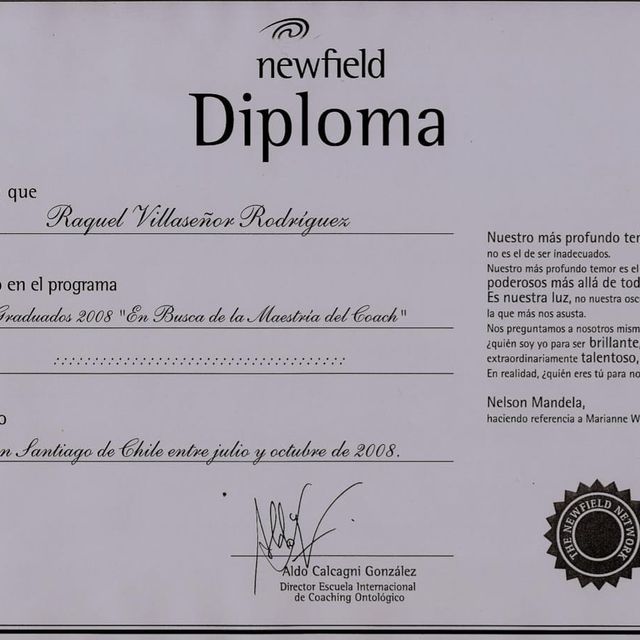 newfield
Diploma
que
Raquel Villaseñor Rodríguez
en el programa
Graduados 2008 "En Busca de la Maestría del Coach"
n Santiago de Chile entre julio y octubre de 2008.
Aldo Calcagni González
Director Escuela Internacional
de Coaching Ontológico
Nuestro más profundo ter
no es el de ser inadecuados.
Nuestro más profundo temor es el
poderosos más allá de tod
Es nuestra luz, no nuestra osc
la que más nos asusta.
Nos preguntamos a nosotros mism
¿quién soy yo para ser brillante,
extraordinariamente talentoso,
En realidad, ¿quién eres tú para no
Nelson Mandela,
haciendo referencia a Marianne W
THE NEWFIELD NETWORK